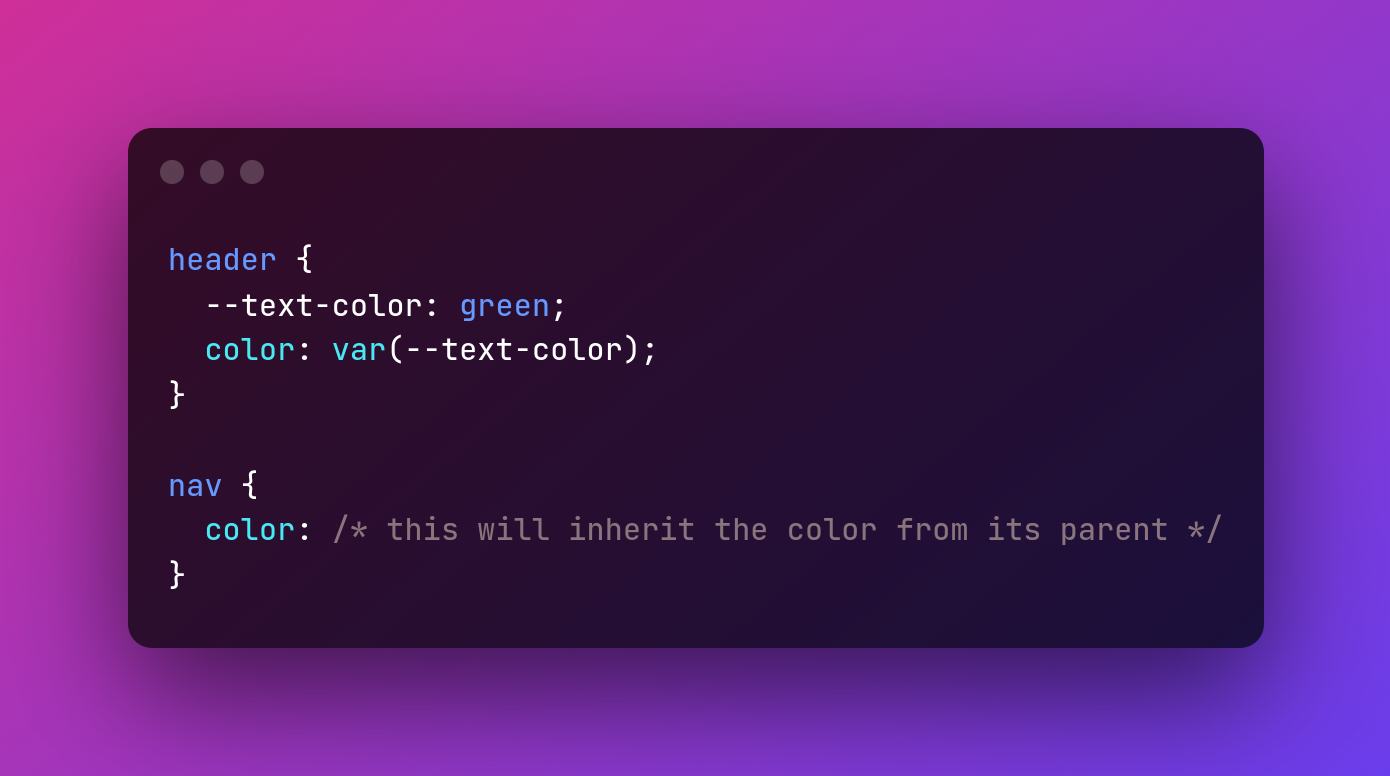 header {
  --text-color: green;
  color: var(--text-color);
}

nav {
  color: /* this will inherit the color from its parent */
}